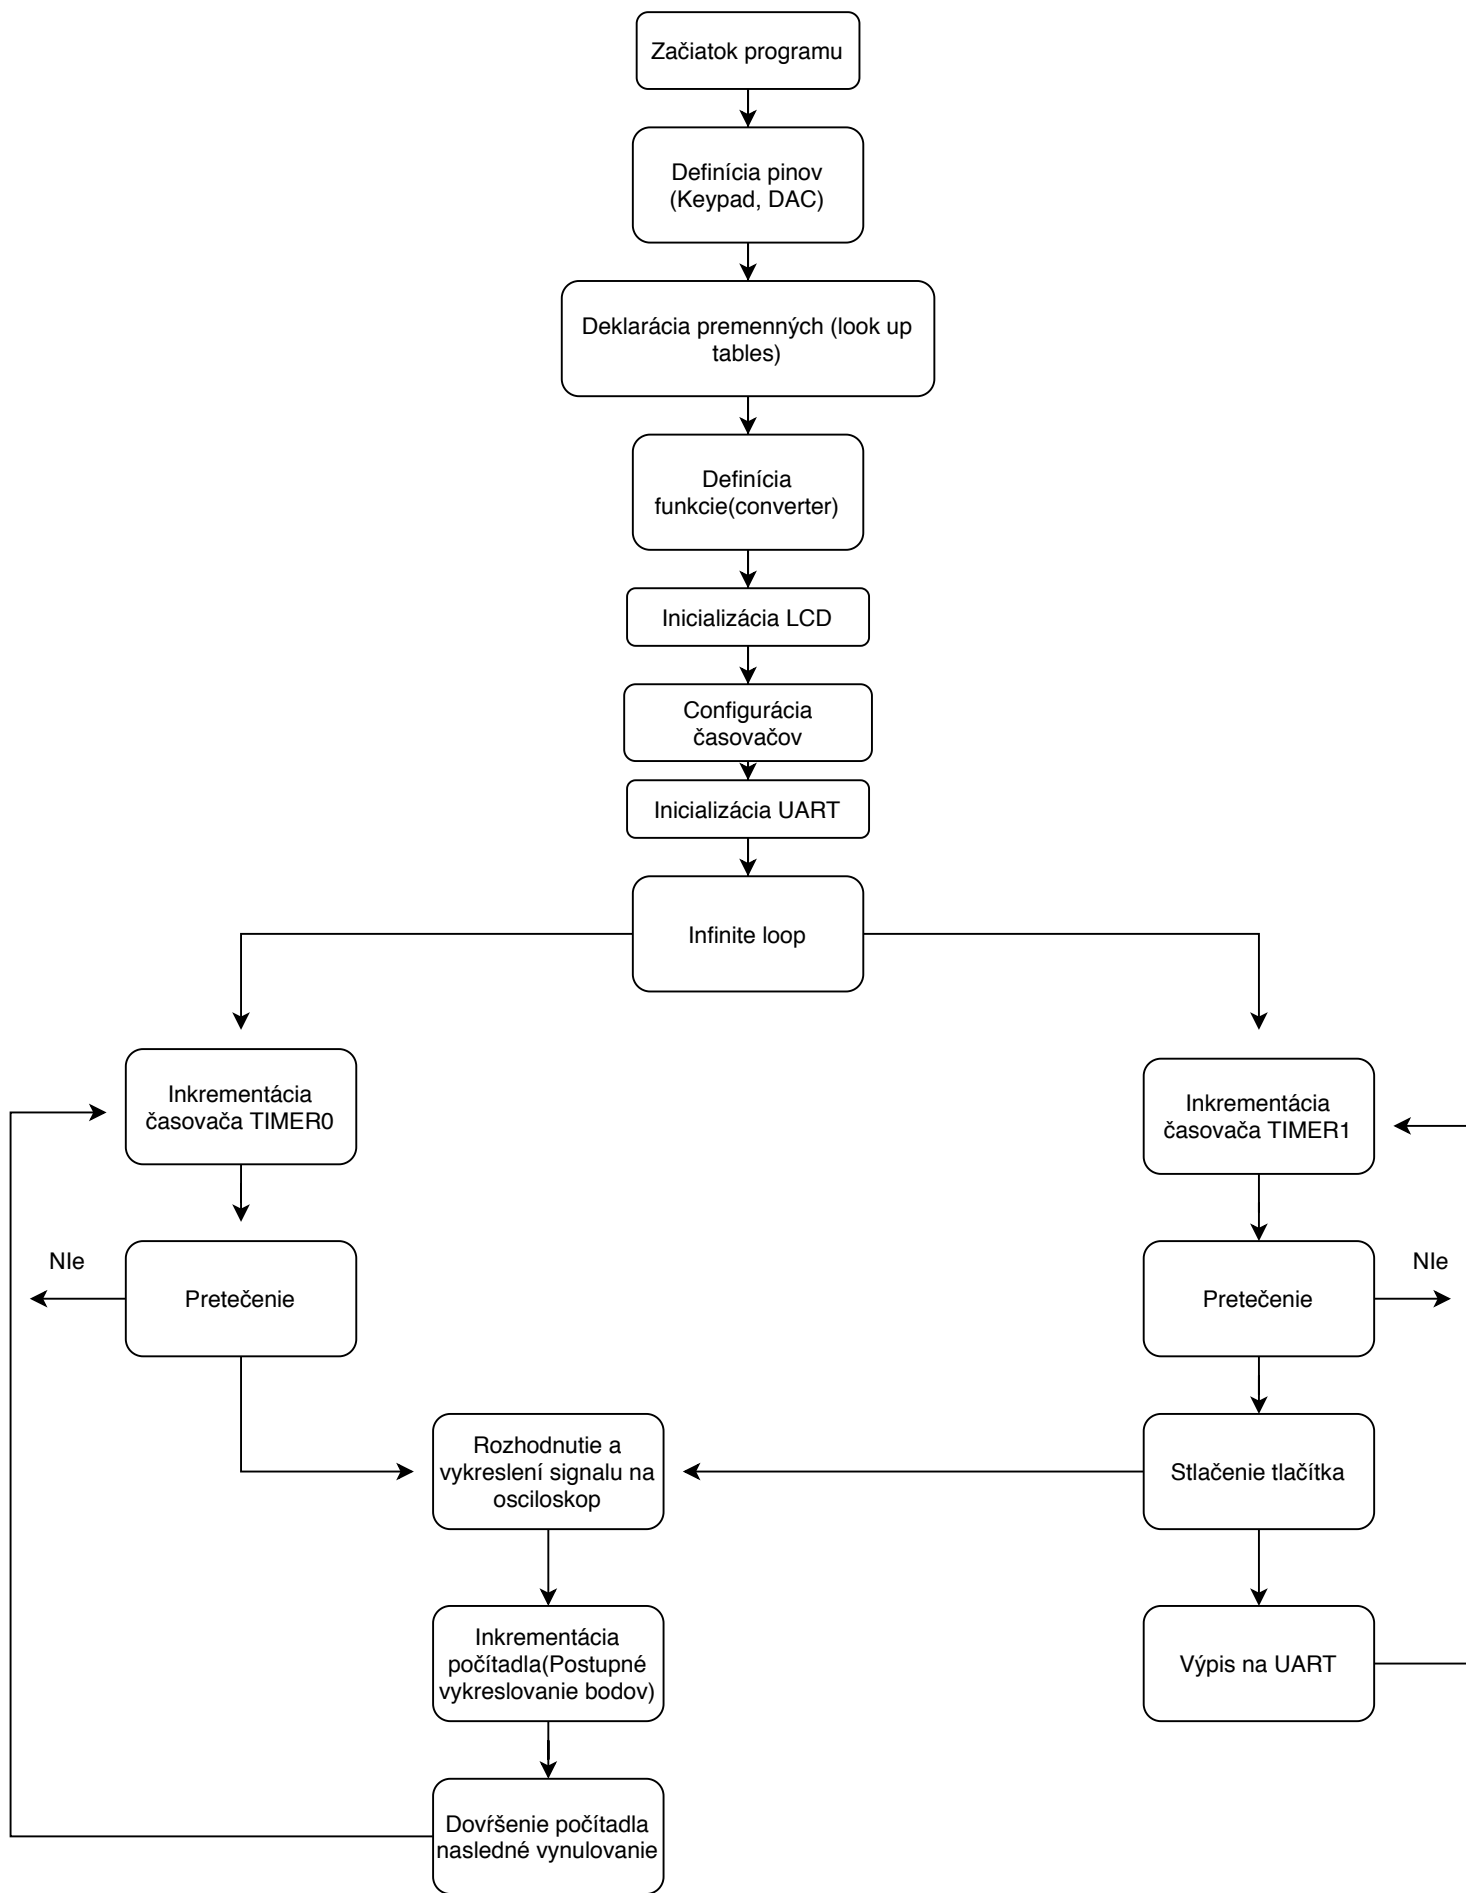 Začiatok programu
Definícia pinov
(Keypad, DAC)
Deklarácia premenných (look up
tables)
Definícia
funkcie(converter)
Inicializácia LCD
Configurácia
časovačov
Inicializácia UART
Infinite loop
Inkrementácia
časovača TIMER0
Inkrementácia
časovača TIMER1
NIe
Pretečenie
Pretečenie
NIe
Rozhodnutie a
vykreslení signalu na
osciloskop
Stlačenie tlačítka
Inkrementácia
počítadla(Postupné
vykreslovanie bodov)
Výpis na UART
Dovŕšenie počítadla
nasledné vynulovanie